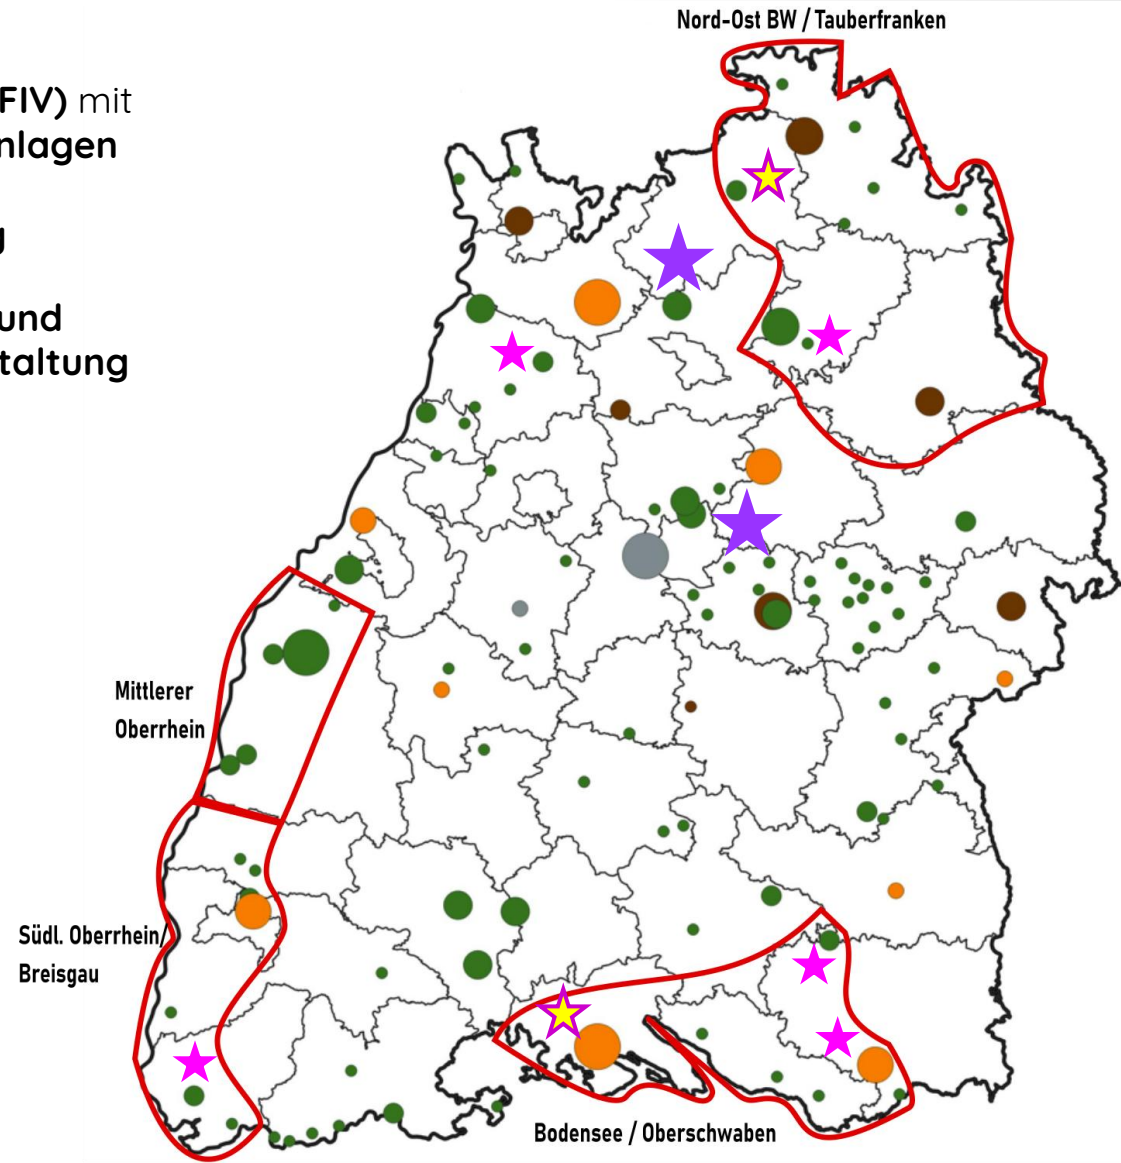 Nord-Ost BW / Tauberfranken
FIV) mit
nlagen
g
und
taltung
Mittlerer
Oberrhein
Südl. Oberrhein/
Breisgau
Bodensee / Oberschwaben